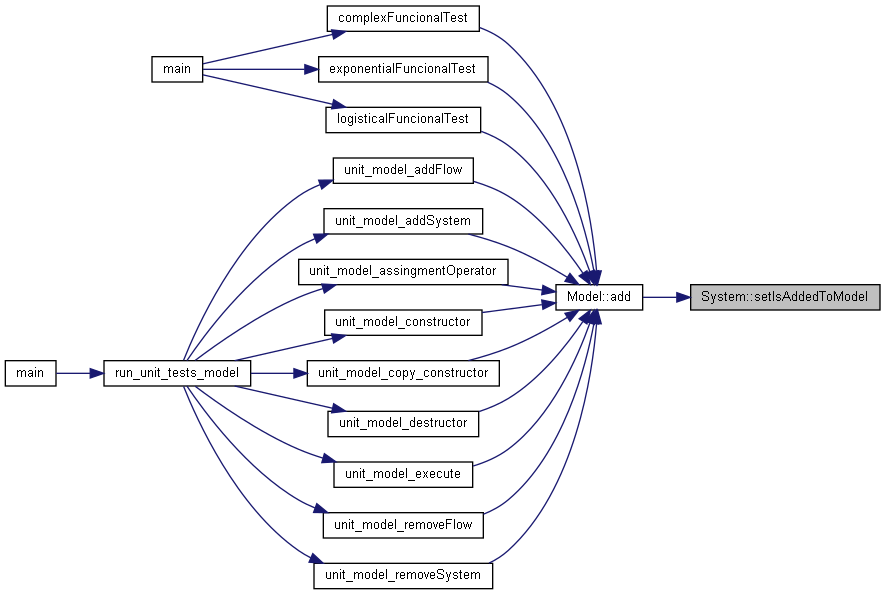 complexFuncionalTest
main
exponentialFuncionalTest
logisticalFuncionalTest
unit_model_addFlow
unit_model_addSystem
unit_model_assingmentOperator
Model::add
System::setIsAddedToModel
unit_model_constructor
main
run_unit_tests_model
unit_model_copy_constructor
unit_model_destructor
unit_model_execute
unit_model_removeFlow
unit_model_removeSystem